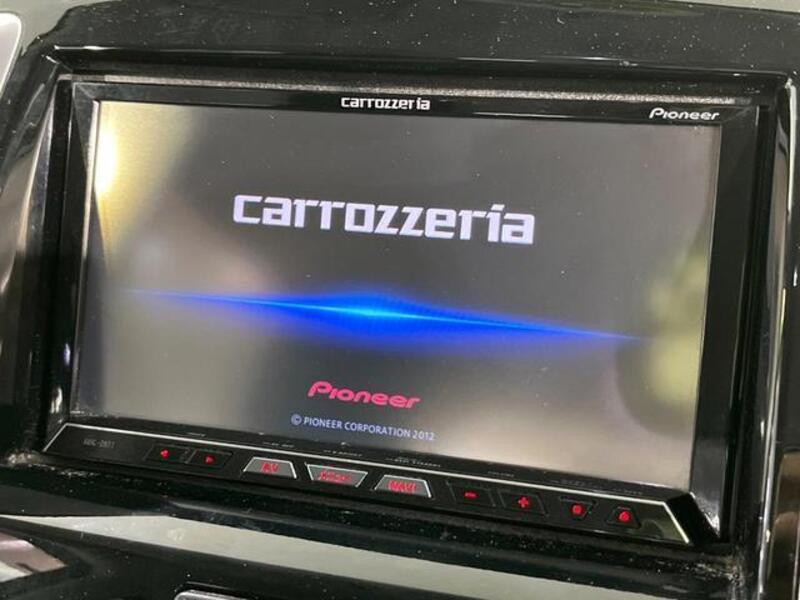 carrozzeria
Pioneer
carrozzeria
Pioneer
© PIONEER CORPORATION 2012
AV
NAVI